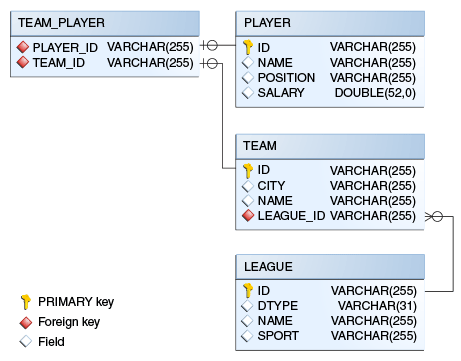 TEAM_PLAYER
PLAYER_ID VARCHAR(255)
TEAM_ID VARCHAR(255)
PLAYER
ID VARCHAR(255)
NAME VARCHAR(255)
POSITION VARCHAR(255)
SALARY DOUBLE(52,0)
TEAM
ID VARCHAR(255)
CITY VARCHAR(255)
NAME VARCHAR(255)
LEAGUE_ID VARCHAR(255)
LEAGUE
ID VARCHAR(255)
DTYPE VARCHAR(31)
NAME VARCHAR(255)
SPORT VARCHAR(255)
PRIMARY key
Foreign key
Field